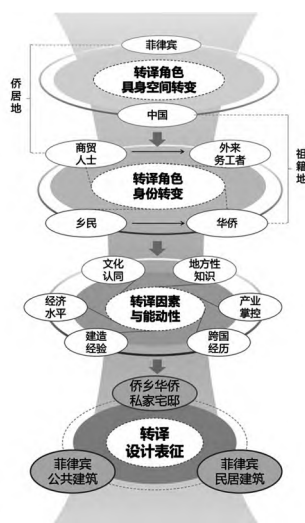 菲律宾
转译角色
具身空间转变
侨居地
中国
商贸
人士
外来
务工者
转译角色
身份转变
祖籍地
乡民
华侨
文化
认同
地方性
知识
经济
水平
转译因素
与能动性
产业
掌控
建造
经验
跨国
经历
侨乡华侨
私家宅邸
转译
设计表征
菲律宾
公共建筑
菲律宾
民居建筑